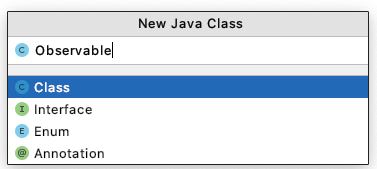 New Java Class
C Observable
C Class
I Interface
E Enum
@ Annotation